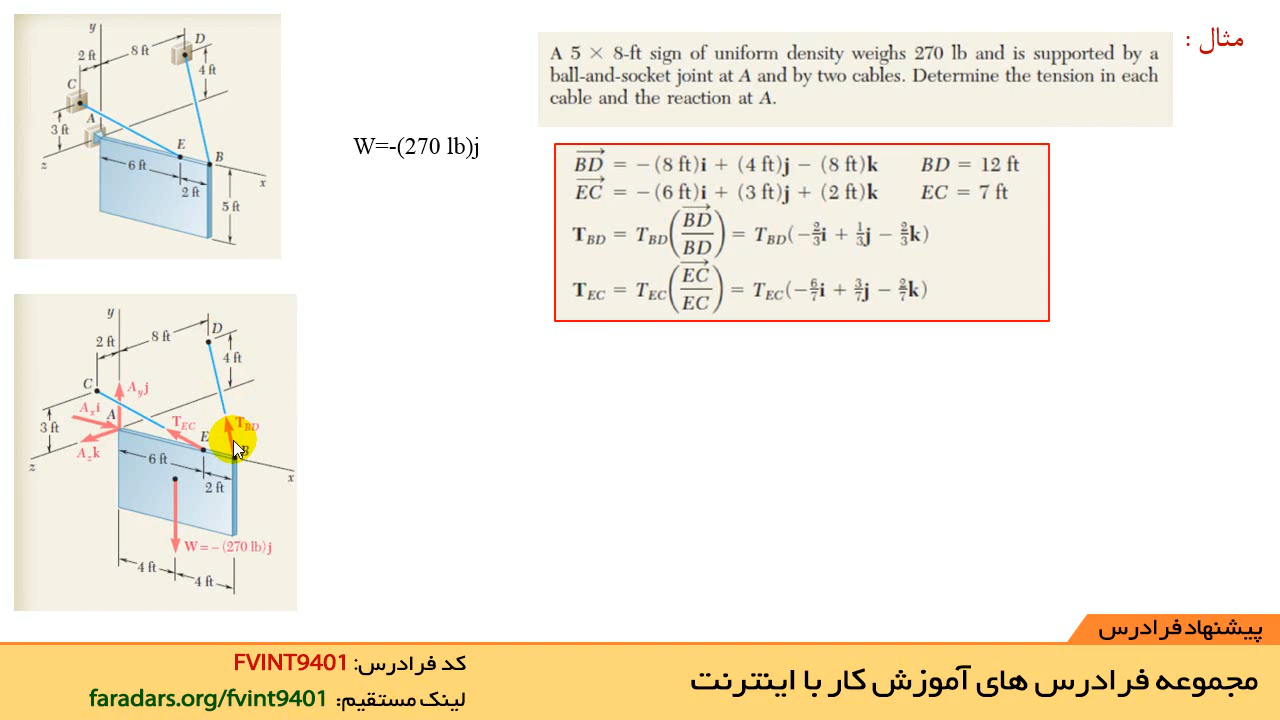 مثال :
A 5 × 8-ft sign of uniform density weighs 270 lb and is supported by a
ball-and-socket joint at A and by two cables. Determine the tension in each
cable and the reaction at A.
y
2 ft
8 ft
D
4 ft
C
A
3 ft
z
E
B
6 ft
2 ft
x
5 ft
W=-(270 lb)j
BD = − (8 ft)i + (4 ft)j − (8 ft)k BD = 12 ft
EC = − (6 ft)i + (3 ft)j + (2 ft)k EC = 7 ft
T_BD = T_BD(BD/BD) = T_BD(−2/3i + 1/3j − 2/3k)
T_EC = T_EC(EC/EC) = T_EC(−6/7i + 3/7j − 2/7k)
y
2 ft
8 ft
D
4 ft
C
A_y j
A_x i
A
3 ft
T_EC
T_BD
E
B
A_z k
z
6 ft
2 ft
x
W = − (270 lb)j
4 ft
4 ft
پیشنهاد فرادرس
مجموعه فرادرس های آموزش کار با اینترنت
کد فرادرس: FVINT9401
لینک مستقیم: faradars.org/fvint9401